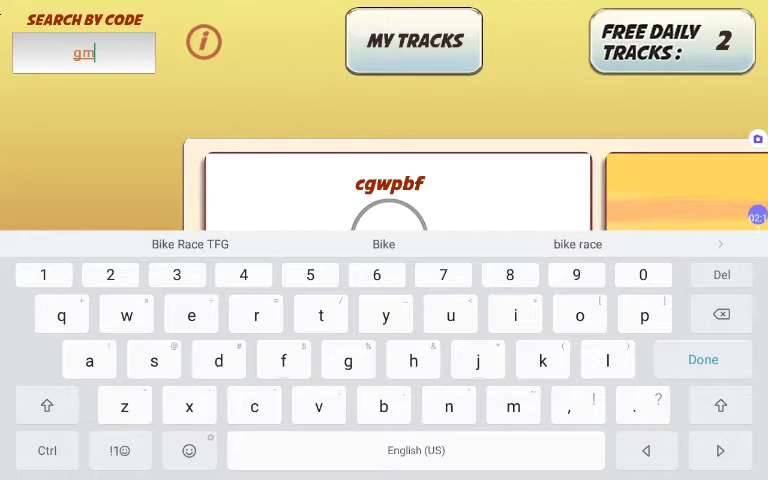 SEARCH BY CODE
gm
i
MY TRACKS
FREE DAILY
TRACKS : 2
cgwpbf
Bike Race TFG Bike bike race >
1 2 3 4 5 6 7 8 9 0 Del
q w e r t y u i o p
a s d f g h j k l Done
z x c v b n m , ! . ?
Ctrl !1☺ English (US)